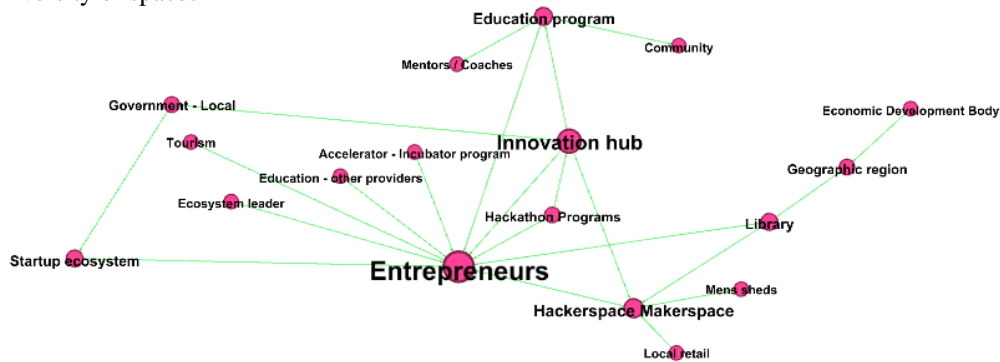 Education program
Community
Mentors / Coaches
Government - Local
Economic Development Body
Tourism
Innovation hub
Accelerator - Incubator program
Geographic region
Education - other providers
Ecosystem leader
Hackathon Programs
Library
Startup ecosystem
Entrepreneurs
Mens sheds
Hackerspace Makerspace
Local retail